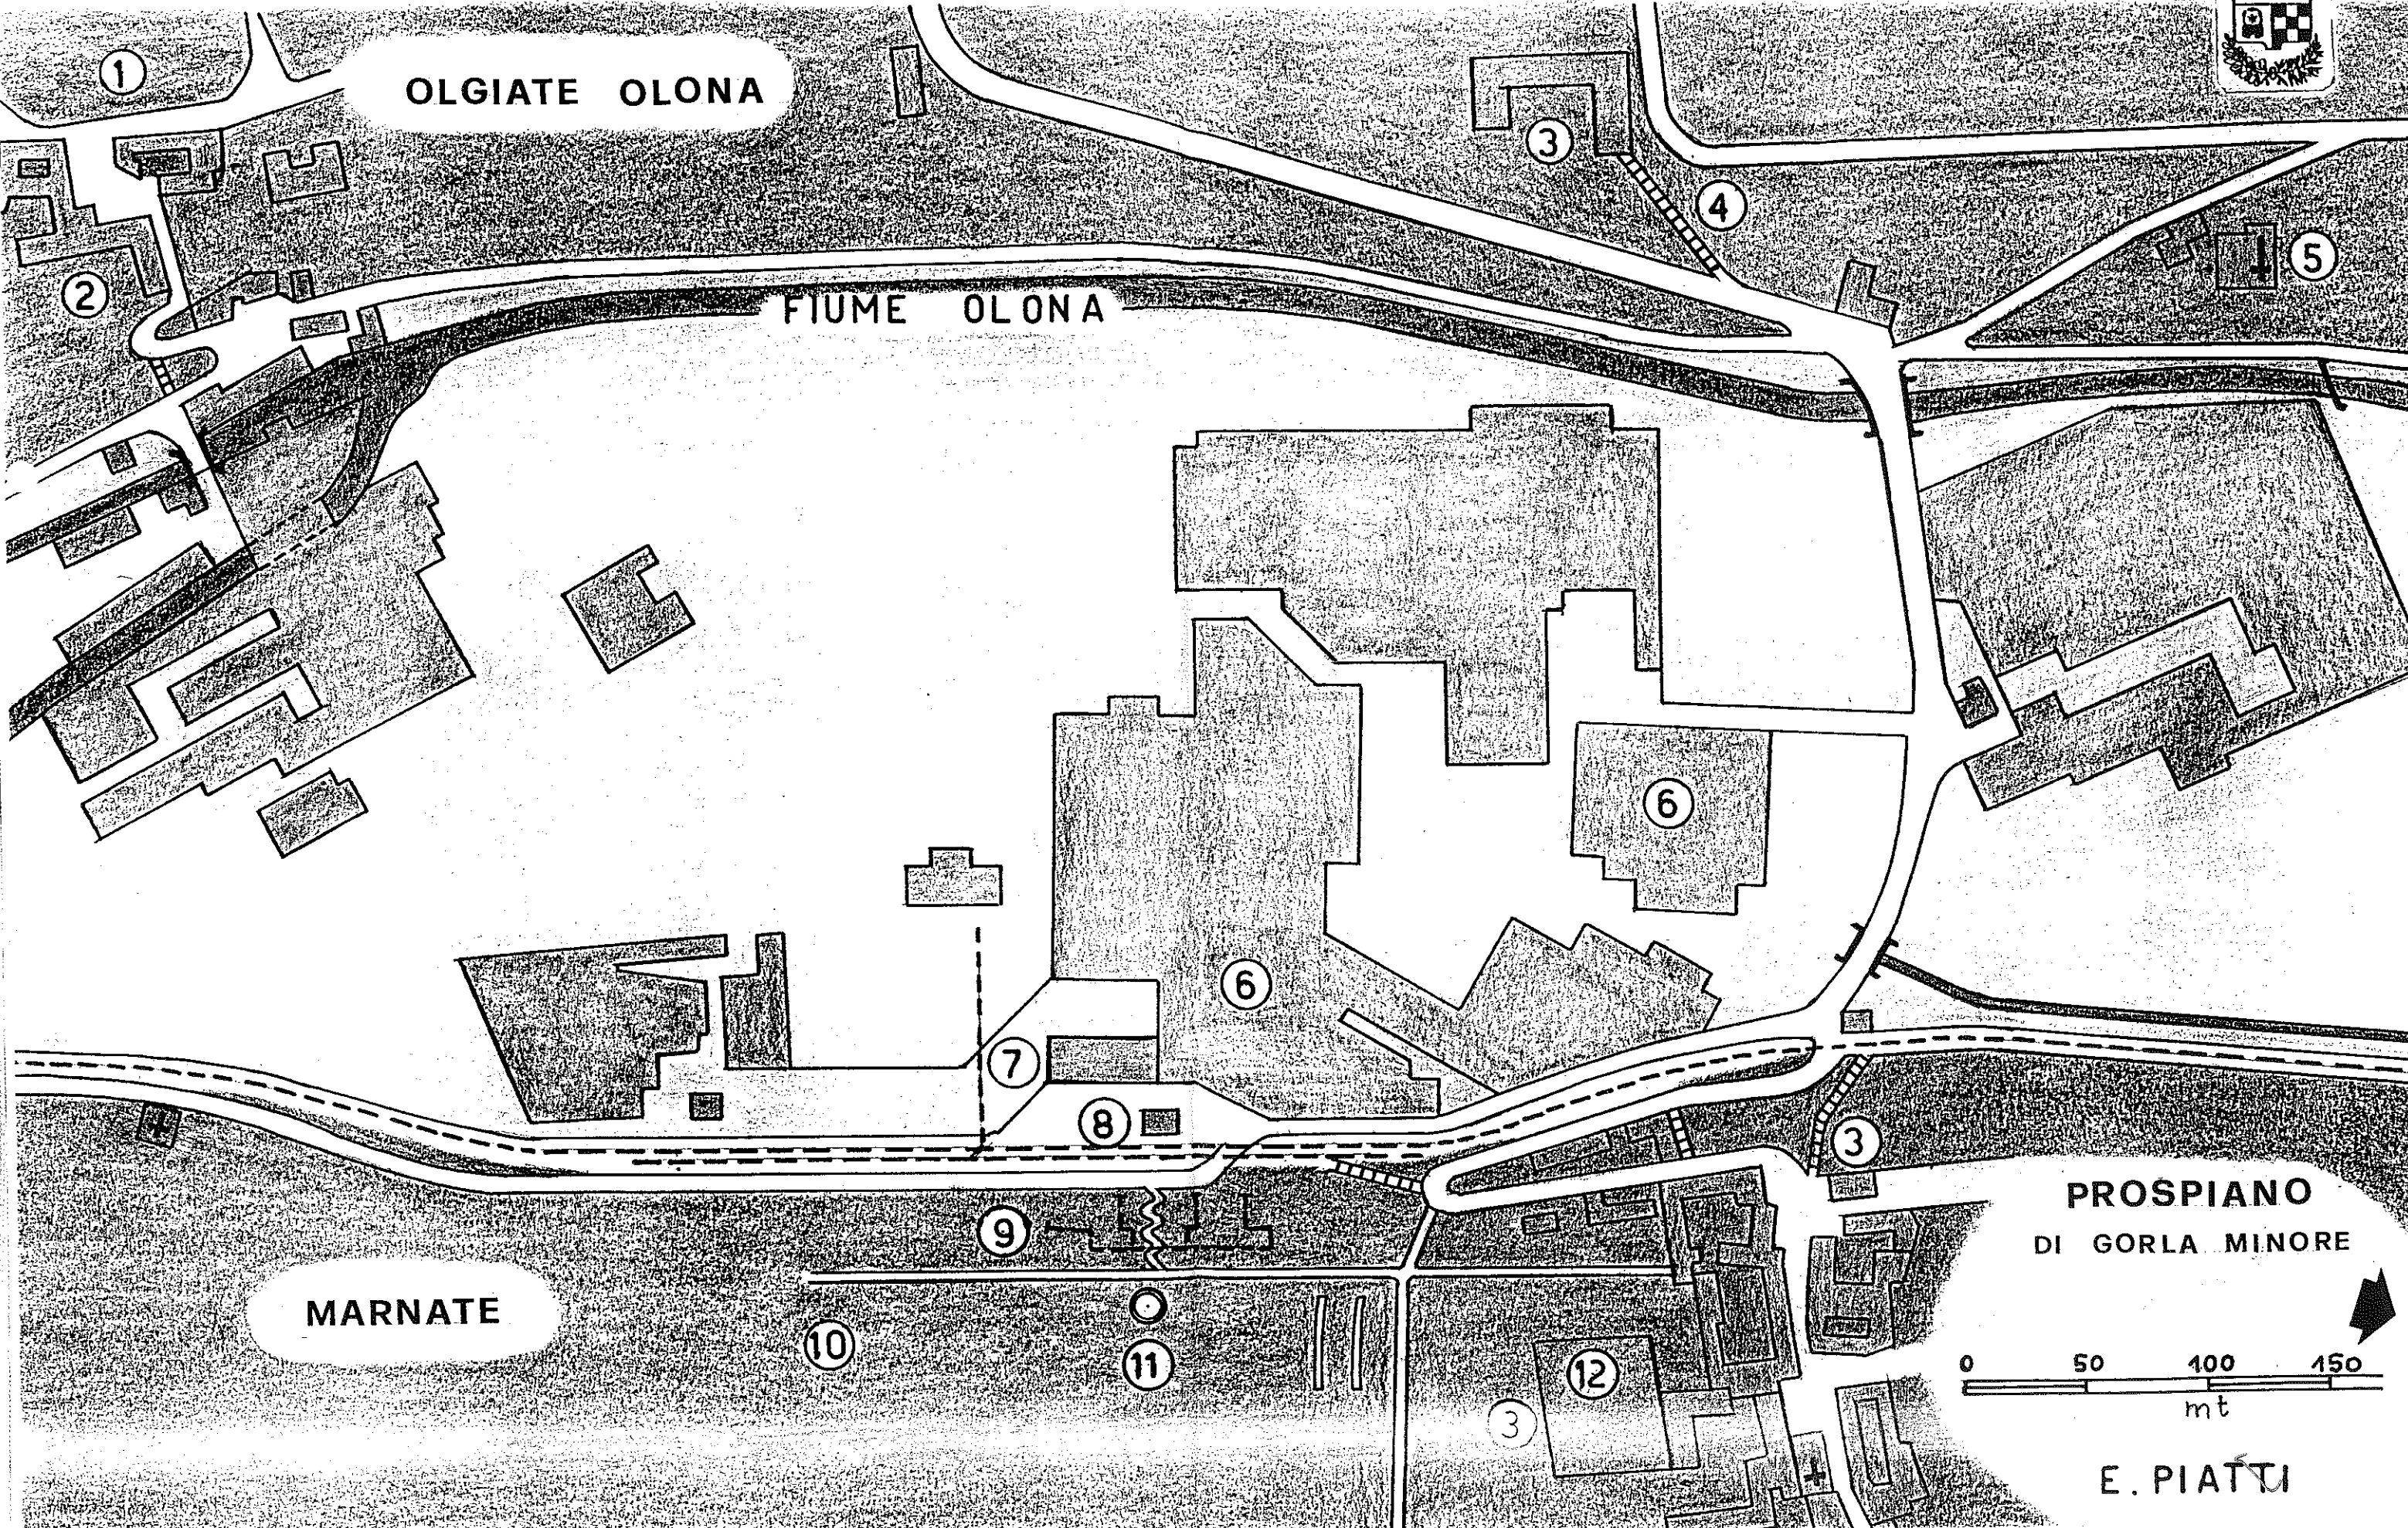 1
OLGIATE OLONA
3
4
2
5
FIUME OLONA
6
6
7
8
3
9
PROSPIANO
DI GORLA MINORE
MARNATE
10
11
12
3
0 50 100 150
mt
E. PIATTI